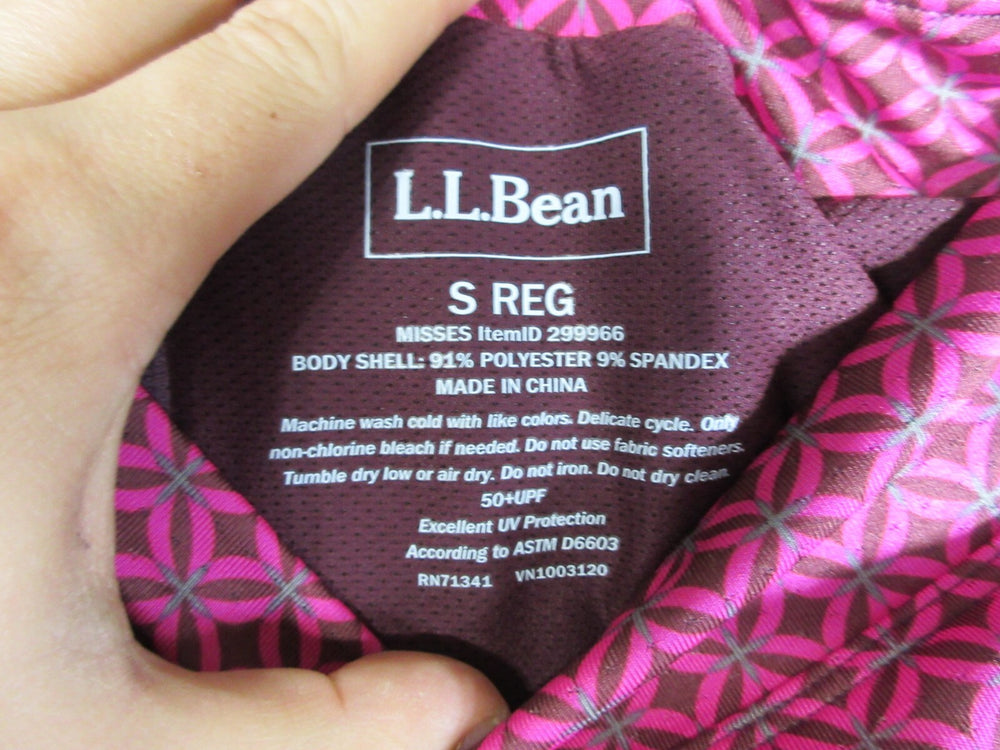 L.L.Bean
S REG
MISSES ItemID 299966
BODY SHELL: 91% POLYESTER 9% SPANDEX
MADE IN CHINA
Machine wash cold with like colors. Delicate cycle. Only
non-chlorine bleach if needed. Do not use fabric softeners.
Tumble dry low or air dry. Do not iron. Do not dry clean.
50+UPF
Excellent UV Protection
According to ASTM D6603
RN71341 VN1003120